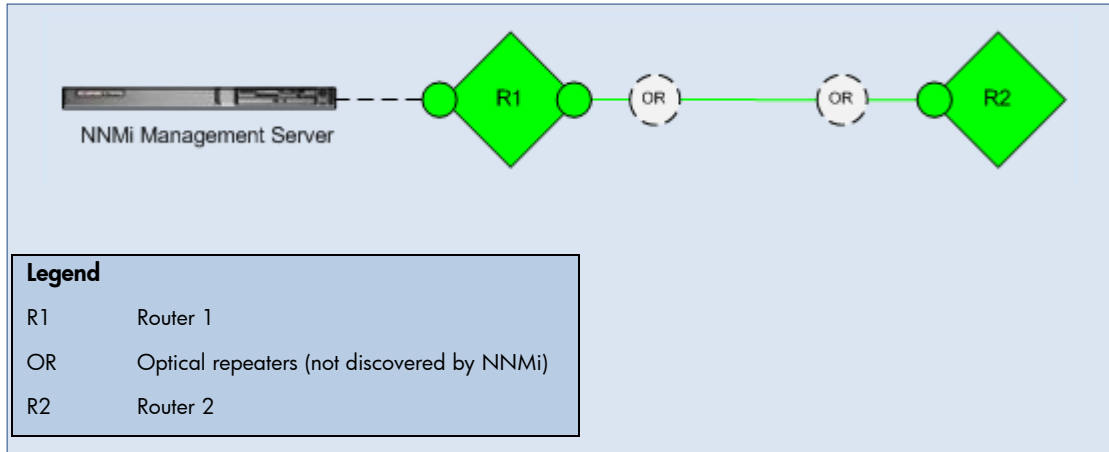 R1
OR
OR
R2
NNMi Management Server
Legend
R1 Router 1
OR Optical repeaters (not discovered by NNMi)
R2 Router 2